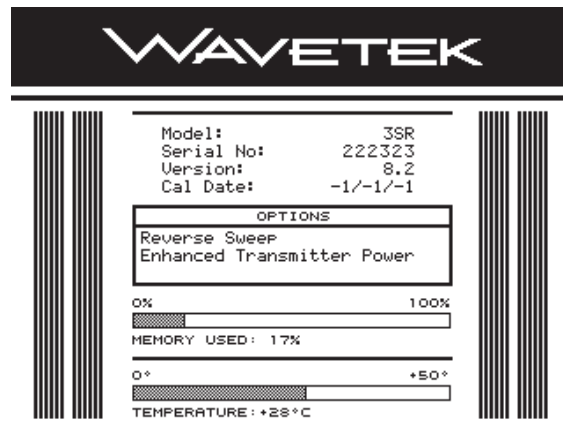 WAVETEK
Model: 3SR
Serial No: 222323
Version: 8.2
Cal Date: -1/-1/-1
OPTIONS
Reverse Sweep
Enhanced Transmitter Power
0% 100%
MEMORY USED: 17%
0° +50°
TEMPERATURE:+28°C